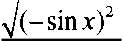 √(−sin x)²